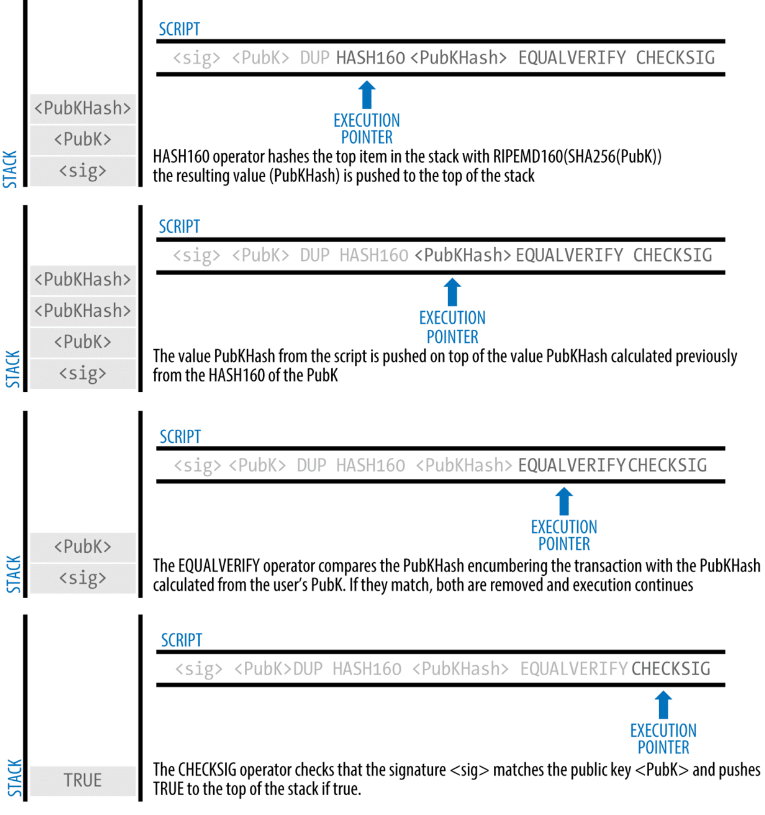 SCRIPT
<sig> <PubK> DUP HASH160 <PubKHash> EQUALVERIFY CHECKSIG
EXECUTION
POINTER
<PubKHash>
<PubK>
<sig>
STACK
HASH160 operator hashes the top item in the stack with RIPEMD160(SHA256(PubK))
the resulting value (PubKHash) is pushed to the top of the stack
SCRIPT
<sig> <PubK> DUP HASH160 <PubKHash> EQUALVERIFY CHECKSIG
EXECUTION
POINTER
<PubKHash>
<PubKHash>
<PubK>
<sig>
STACK
The value PubKHash from the script is pushed on top of the value PubKHash calculated previously
from the HASH160 of the PubK
SCRIPT
<sig> <PubK> DUP HASH160 <PubKHash> EQUALVERIFY CHECKSIG
EXECUTION
POINTER
<PubK>
<sig>
STACK
The EQUALVERIFY operator compares the PubKHash encumbering the transaction with the PubKHash
calculated from the user's PubK. If they match, both are removed and execution continues
SCRIPT
<sig> <PubK>DUP HASH160 <PubKHash> EQUALVERIFY CHECKSIG
EXECUTION
POINTER
TRUE
STACK
The CHECKSIG operator checks that the signature <sig> matches the public key <PubK> and pushes
TRUE to the top of the stack if true.